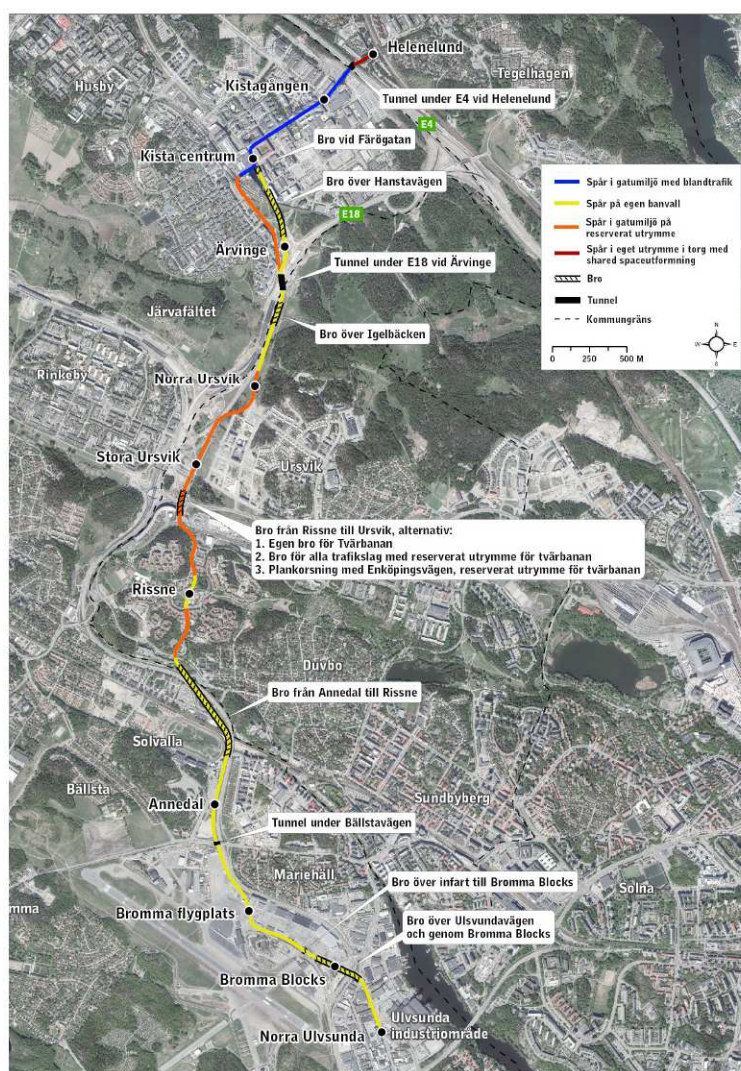 Helenelund
Tegelhagen
Husby
Kistagången
Tunnel under E4 vid Helenelund
E4
Bro vid Färögatan
Kista centrum
Bro över Hanstavägen
E18
Ärvinge
Tunnel under E18 vid Ärvinge
Järvafältet
Bro över Igelbäcken
Rinkeby
Norra Ursvik
Stora Ursvik
Ursvik
Spår i gatumiljö med blandtrafik
Spår på egen banvall
Spår i gatumiljö på
reserverat utrymme
Spår i eget utrymme i torg med
shared spaceutformning
Bro
Tunnel
Kommungräns
N
W
E
S
0 250 500 M
Bro från Rissne till Ursvik, alternativ:
1. Egen bro för Tvärbanan
2. Bro för alla trafikslag med reserverat utrymme för tvärbanan
3. Plankorsning med Enköpingsvägen, reserverat utrymme för tvärbanan
Rissne
Duvbo
Bro från Annedal till Rissne
Solvalla
Bällsta
Annedal
Sundbyberg
Tunnel under Bällstavägen
Mariehäll
Solna
mma
Bro över infart till Bromma Blocks
Bromma flygplats
Bro över Ulvsundavägen
och genom Bromma Blocks
Bromma Blocks
Ulvsunda
industriområde
Norra Ulvsunda